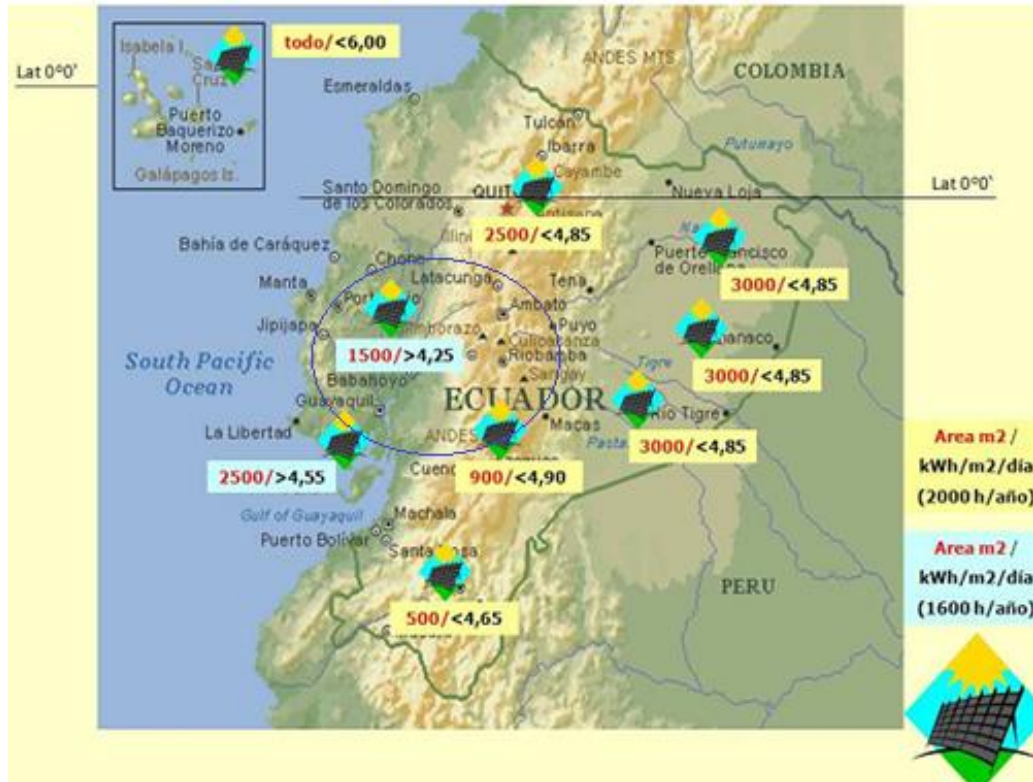 Isabela I.
Cruz
Puerto
Baquerizo
Moreno
Galápagos Is.
todo/<6,00
Lat 0º0'
ANDES MTS
COLOMBIA
Esmeraldas
Tulcán
Ibarra
Cayambe
Putumayo
Santo Domingo
de los Colorados
Nueva Loja
Lat 0º0'
2500/<4,85
Bahía de Caráquez
Chone
Latacunga
Tena
de Orellana
3000/<4,85
Manta
Ambato
Jipijapa
Puyo
Riobamba
1500/>4,25
Tigre
3000/<4,85
South Pacific
Ocean
Babahoyo
Sangay
Guayaquil
ECUADOR
La Libertad
ANDES
Macas
Río Tigre
3000/<4,85
2500/>4,55
900/<4,90
Gulf of Guayaquil
Machala
Puerto Bolívar
500/<4,65
PERU
Area m2 /
kWh/m2/día
(2000 h/año)
Area m2 /
kWh/m2/día
(1600 h/año)